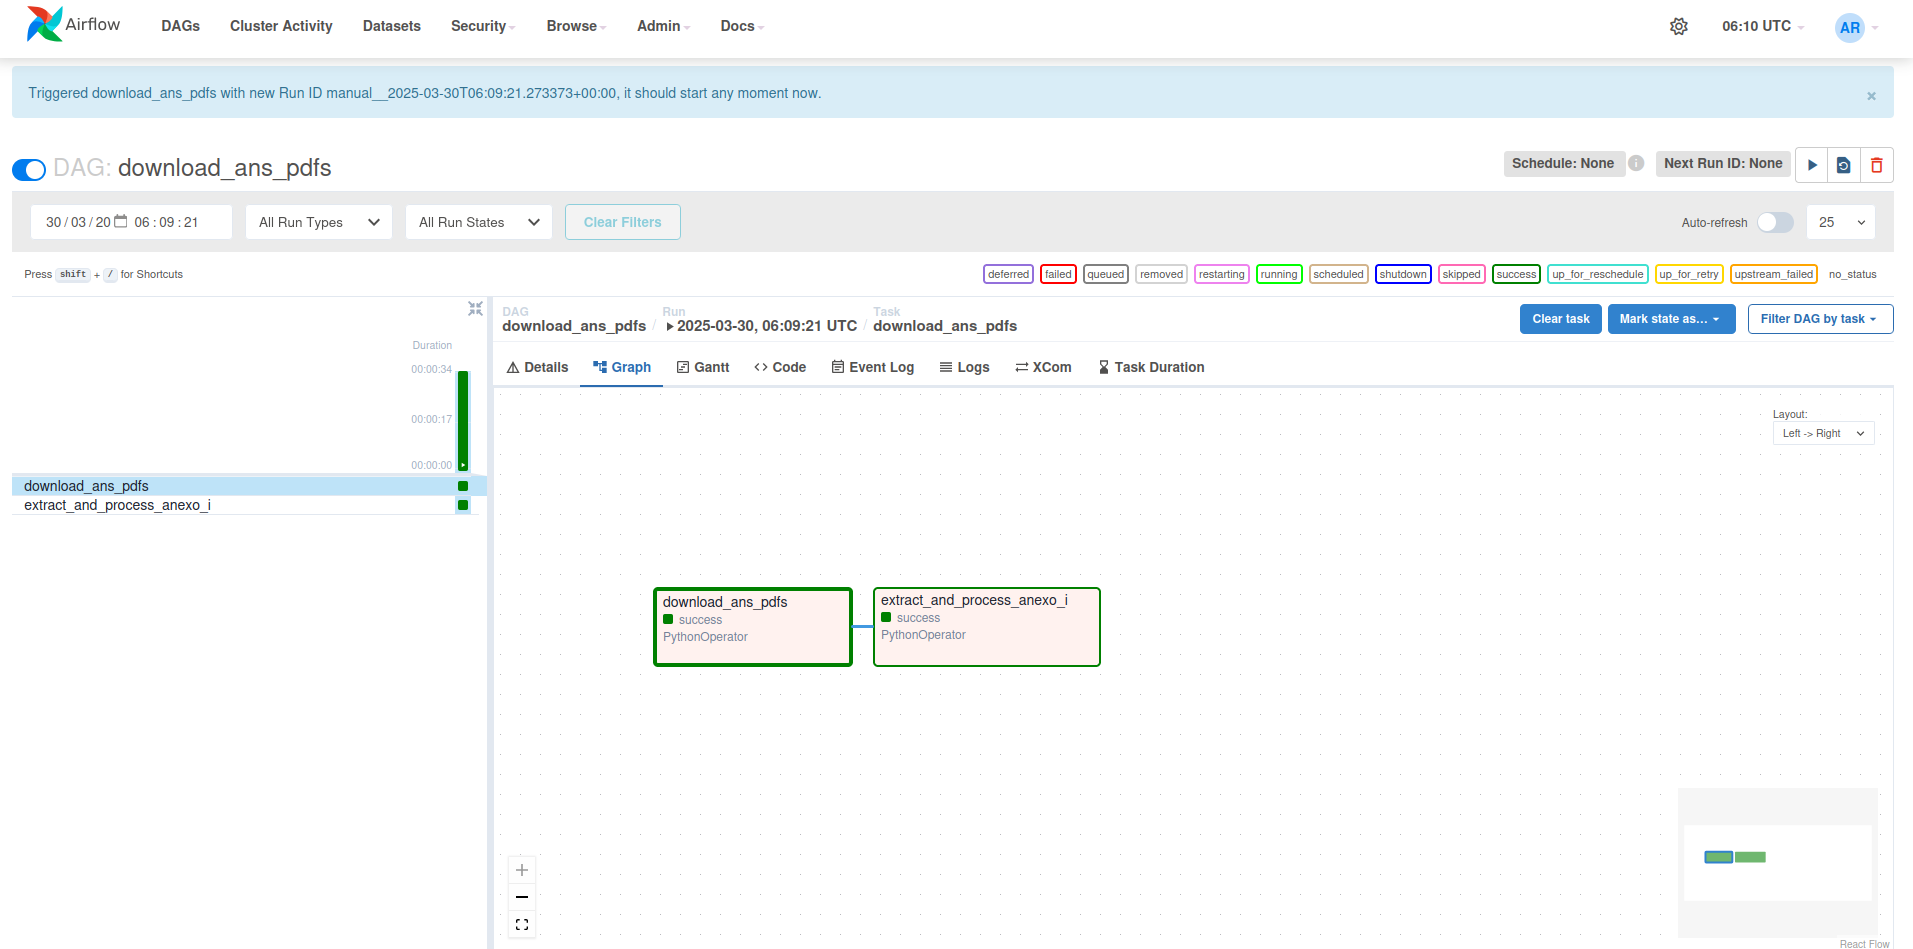 Airflow DAGs Cluster Activity Datasets Security Browse Admin Docs 06:10 UTC AR
Triggered download_ans_pdfs with new Run ID manual__2025-03-30T06:09:21.273373+00:00, it should start any moment now. ×
DAG: download_ans_pdfs Schedule: None i Next Run ID: None
30/03/20 06:09:21 All Run Types All Run States Clear Filters Auto-refresh 25
Press shift + / for Shortcuts deferred failed queued removed restarting running scheduled shutdown skipped success up_for_reschedule up_for_retry upstream_failed no_status
Duration
00:00:34
00:00:17
00:00:00
download_ans_pdfs
extract_and_process_anexo_i
DAG Run Task
download_ans_pdfs / 2025-03-30, 06:09:21 UTC / download_ans_pdfs
Clear task Mark state as... Filter DAG by task
Details Graph Gantt Code Event Log Logs XCom Task Duration
Layout:
Left -> Right
download_ans_pdfs
success
PythonOperator
extract_and_process_anexo_i
success
PythonOperator
React Flow